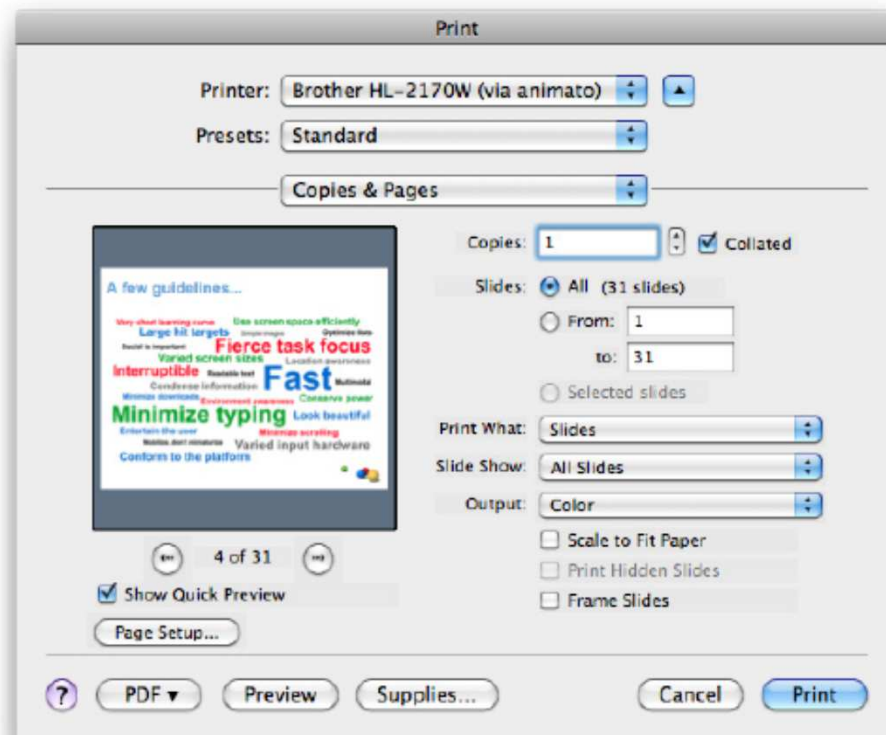 Print
Printer: Brother HL-2170W (via animato)
Presets: Standard
Copies & Pages
Copies: 1 Collated
Slides: All (31 slides)
From: 1
to: 31
Selected slides
Print What: Slides
Slide Show: All Slides
Output: Color
Scale to Fit Paper
Print Hidden Slides
Frame Slides
A few guidelines...
Very short learning curve Use screen space efficiently
Large hit targets Simple images Optimize lists
Social is important Fierce task focus
Varied screen sizes Location awareness
Interruptible Readable text Fast Multimodal
Condense information
Minimize downloads Environment awareness Conserve power
Minimize typing Look beautiful
Entertain the user Minimize scrolling
Mobilize, don't miniaturize Varied input hardware
Conform to the platform
4 of 31
Show Quick Preview
Page Setup...
? PDF Preview Supplies... Cancel Print